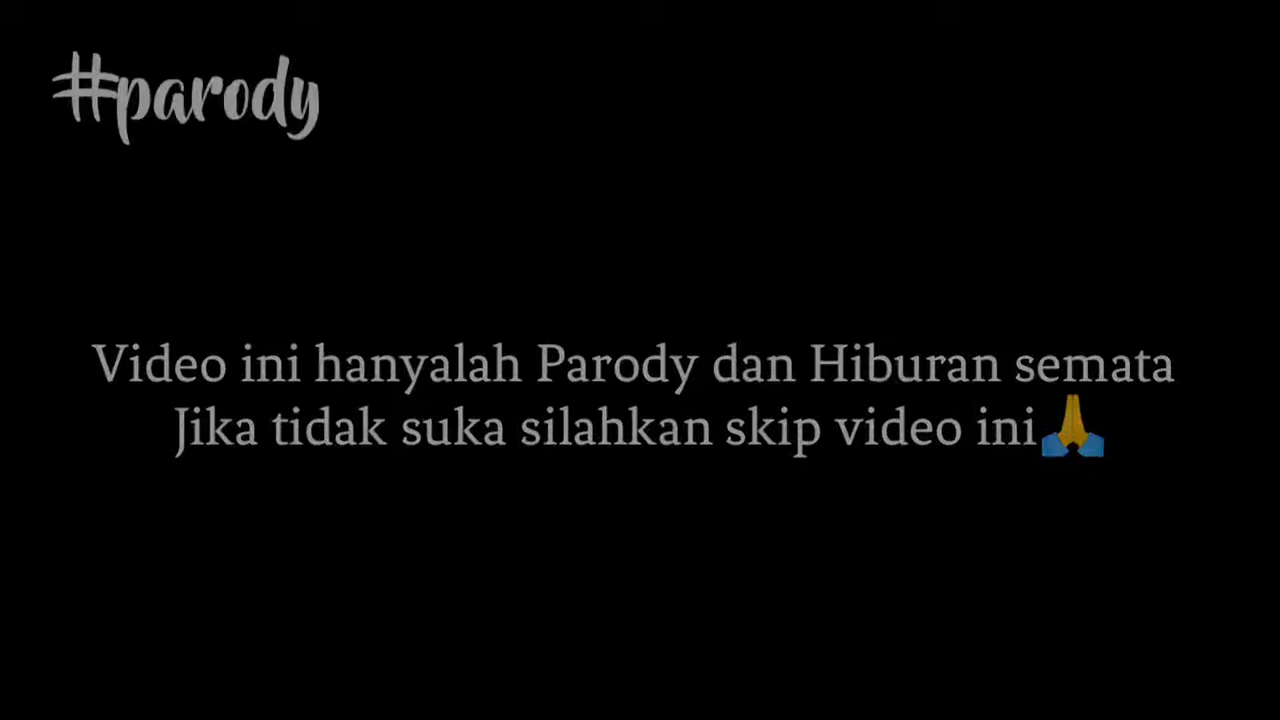 #parody
Video ini hanyalah Parody dan Hiburan semata
Jika tidak suka silahkan skip video ini🙏